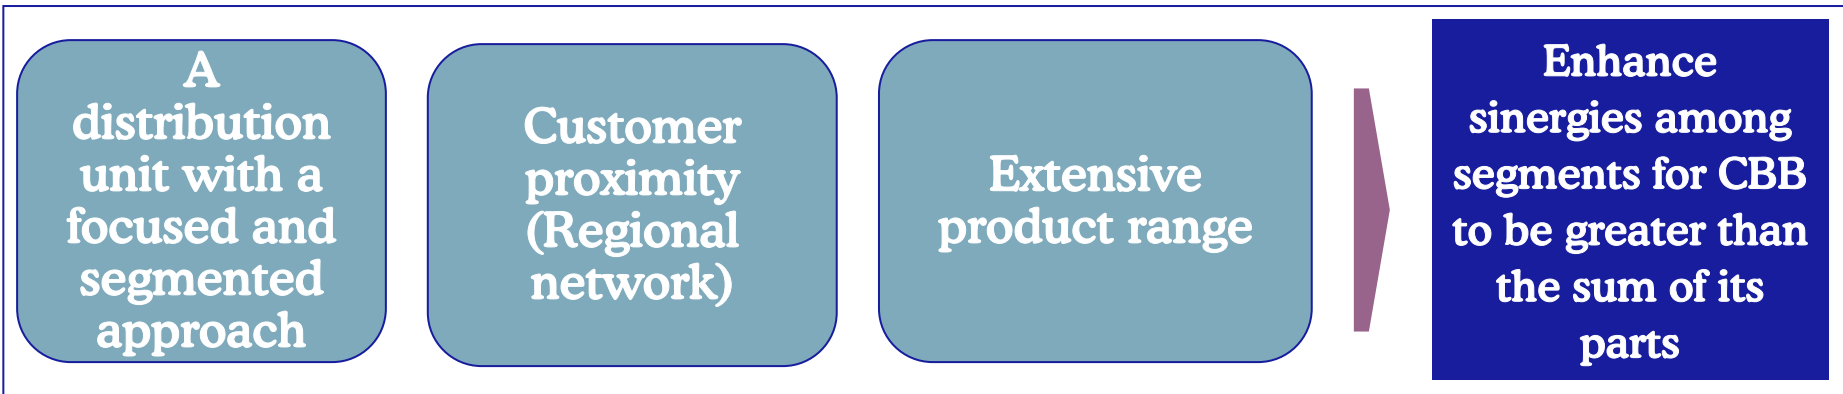 A
distribution
unit with a
focused and
segmented
approach
Customer
proximity
(Regional
network)
Extensive
product range
Enhance
sinergies among
segments for CBB
to be greater than
the sum of its
parts